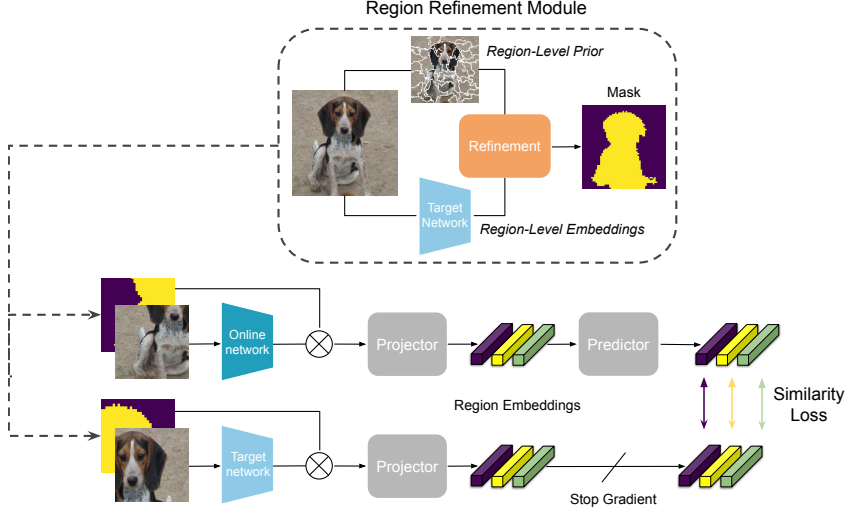 Region Refinement Module
Region-Level Prior
Mask
Refinement
Target
Network
Region-Level Embeddings
Online
network
Projector
Predictor
Similarity
Loss
Region Embeddings
Target
network
Projector
Stop Gradient